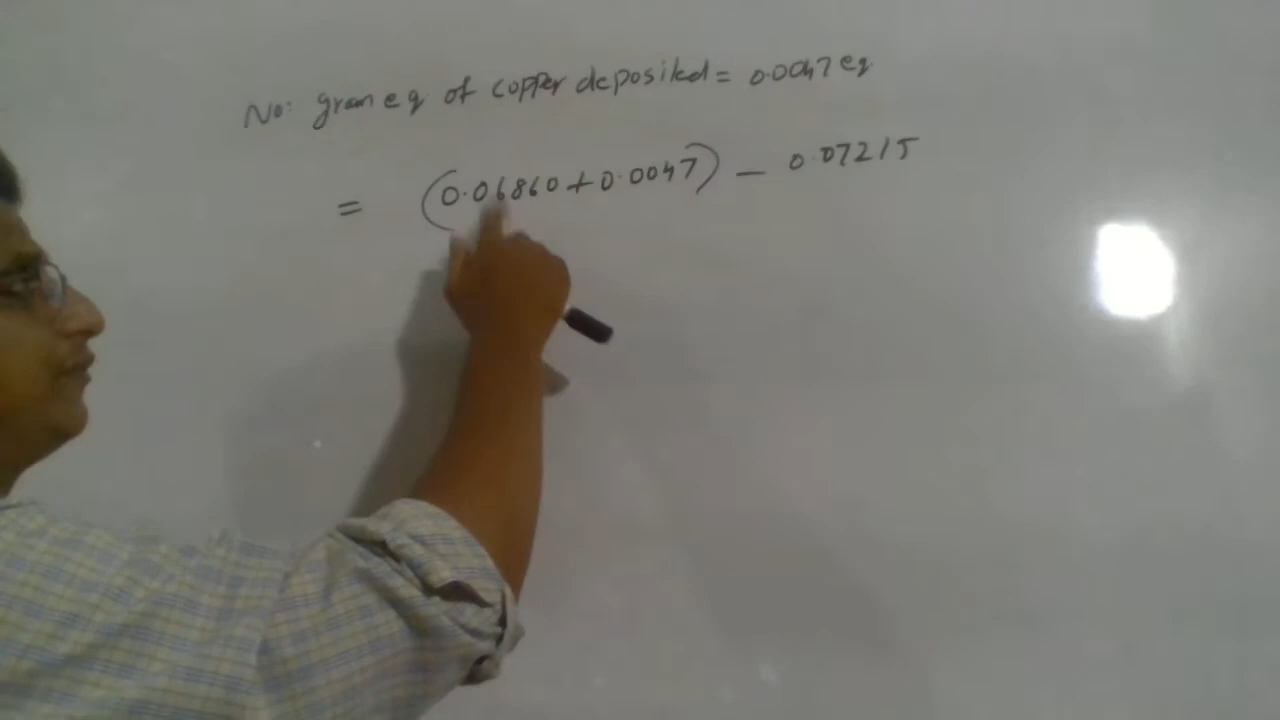 No: gram eq of copper deposited = 0.0047 eq
= (0.06860 + 0.0047) - 0.07215